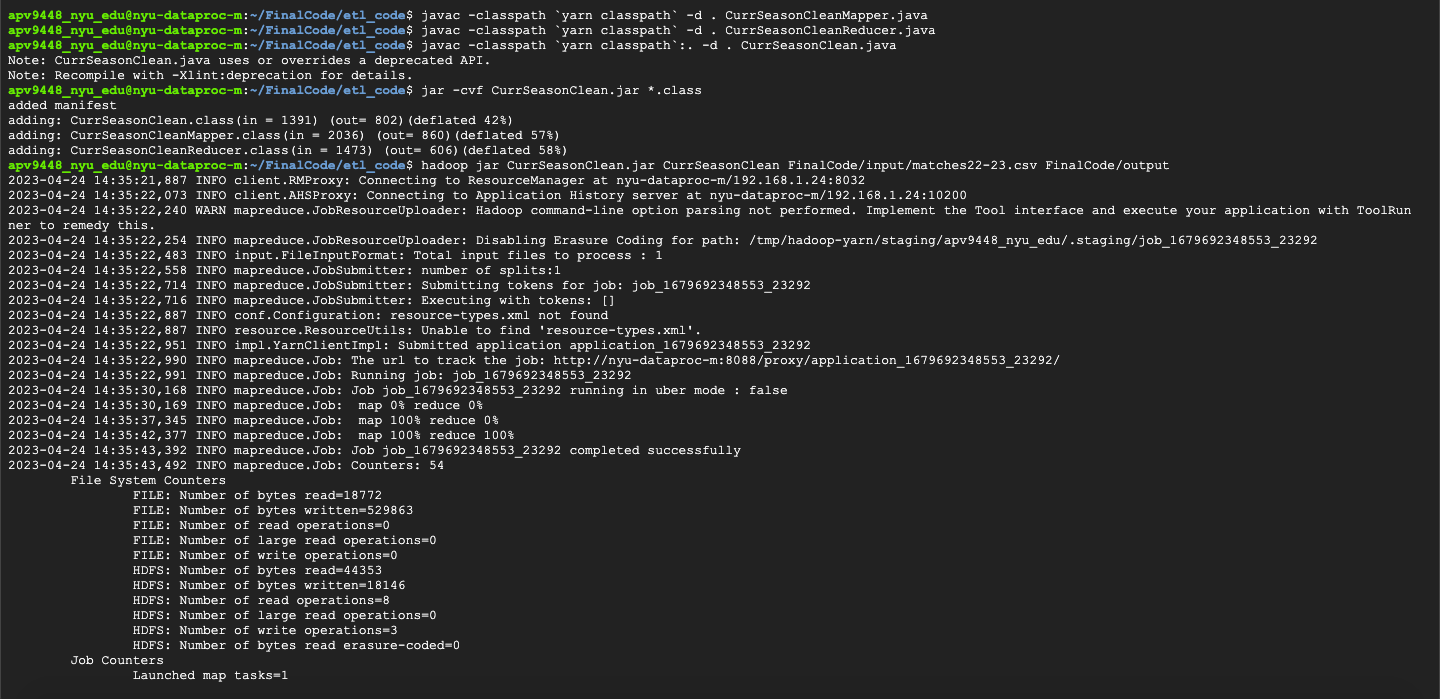 apv9448_nyu_edu@nyu-dataproc-m:~/FinalCode/etl_code$ javac -classpath `yarn classpath` -d . CurrSeasonCleanMapper.java
apv9448_nyu_edu@nyu-dataproc-m:~/FinalCode/etl_code$ javac -classpath `yarn classpath` -d . CurrSeasonCleanReducer.java
apv9448_nyu_edu@nyu-dataproc-m:~/FinalCode/etl_code$ javac -classpath `yarn classpath`:. -d . CurrSeasonClean.java
Note: CurrSeasonClean.java uses or overrides a deprecated API.
Note: Recompile with -Xlint:deprecation for details.
apv9448_nyu_edu@nyu-dataproc-m:~/FinalCode/etl_code$ jar -cvf CurrSeasonClean.jar *.class
added manifest
adding: CurrSeasonClean.class(in = 1391) (out= 802)(deflated 42%)
adding: CurrSeasonCleanMapper.class(in = 2036) (out= 860)(deflated 57%)
adding: CurrSeasonCleanReducer.class(in = 1473) (out= 606)(deflated 58%)
apv9448_nyu_edu@nyu-dataproc-m:~/FinalCode/etl_code$ hadoop jar CurrSeasonClean.jar CurrSeasonClean FinalCode/input/matches22-23.csv FinalCode/output
2023-04-24 14:35:21,887 INFO client.RMProxy: Connecting to ResourceManager at nyu-dataproc-m/192.168.1.24:8032
2023-04-24 14:35:22,073 INFO client.AHSProxy: Connecting to Application History server at nyu-dataproc-m/192.168.1.24:10200
2023-04-24 14:35:22,240 WARN mapreduce.JobResourceUploader: Hadoop command-line option parsing not performed. Implement the Tool interface and execute your application with ToolRun
ner to remedy this.
2023-04-24 14:35:22,254 INFO mapreduce.JobResourceUploader: Disabling Erasure Coding for path: /tmp/hadoop-yarn/staging/apv9448_nyu_edu/.staging/job_1679692348553_23292
2023-04-24 14:35:22,483 INFO input.FileInputFormat: Total input files to process : 1
2023-04-24 14:35:22,558 INFO mapreduce.JobSubmitter: number of splits:1
2023-04-24 14:35:22,714 INFO mapreduce.JobSubmitter: Submitting tokens for job: job_1679692348553_23292
2023-04-24 14:35:22,716 INFO mapreduce.JobSubmitter: Executing with tokens: []
2023-04-24 14:35:22,887 INFO conf.Configuration: resource-types.xml not found
2023-04-24 14:35:22,887 INFO resource.ResourceUtils: Unable to find 'resource-types.xml'.
2023-04-24 14:35:22,951 INFO impl.YarnClientImpl: Submitted application application_1679692348553_23292
2023-04-24 14:35:22,990 INFO mapreduce.Job: The url to track the job: http://nyu-dataproc-m:8088/proxy/application_1679692348553_23292/
2023-04-24 14:35:22,991 INFO mapreduce.Job: Running job: job_1679692348553_23292
2023-04-24 14:35:30,168 INFO mapreduce.Job: Job job_1679692348553_23292 running in uber mode : false
2023-04-24 14:35:30,169 INFO mapreduce.Job:  map 0% reduce 0%
2023-04-24 14:35:37,345 INFO mapreduce.Job:  map 100% reduce 0%
2023-04-24 14:35:42,377 INFO mapreduce.Job:  map 100% reduce 100%
2023-04-24 14:35:43,392 INFO mapreduce.Job: Job job_1679692348553_23292 completed successfully
2023-04-24 14:35:43,492 INFO mapreduce.Job: Counters: 54
File System Counters
FILE: Number of bytes read=18772
FILE: Number of bytes written=529863
FILE: Number of read operations=0
FILE: Number of large read operations=0
FILE: Number of write operations=0
HDFS: Number of bytes read=44353
HDFS: Number of bytes written=18146
HDFS: Number of read operations=8
HDFS: Number of large read operations=0
HDFS: Number of write operations=3
HDFS: Number of bytes read erasure-coded=0
Job Counters
Launched map tasks=1